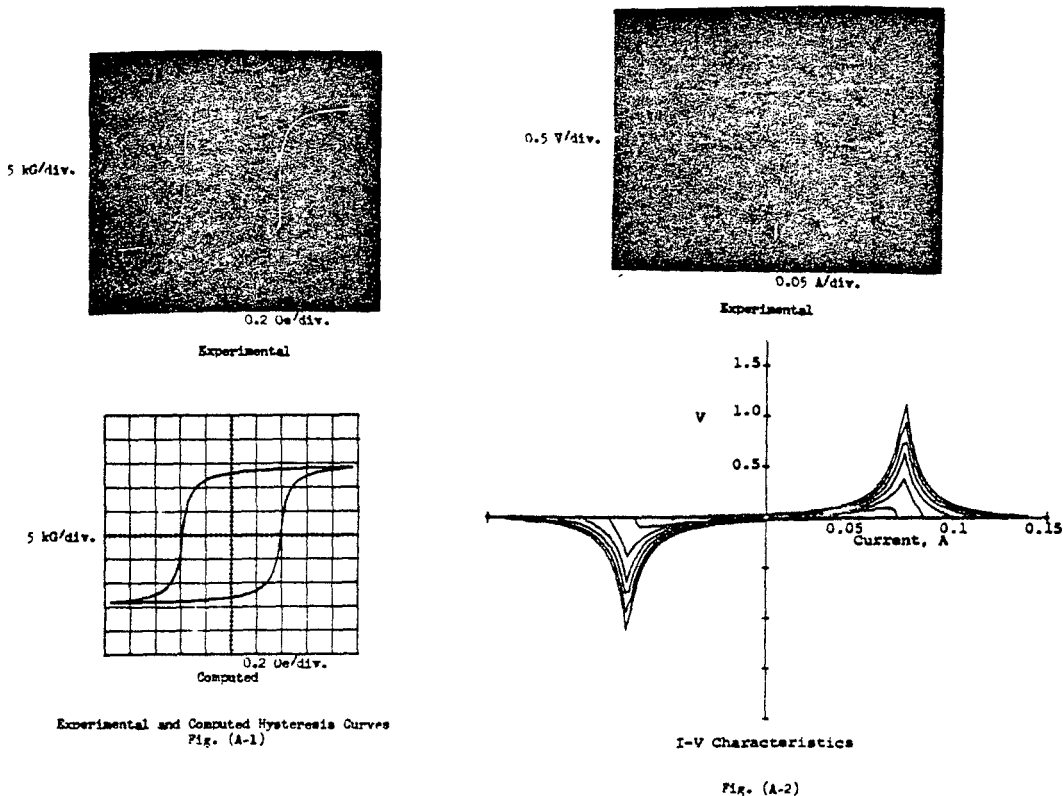 5 kG/div.
0.2 Oe/div.
Experimental
5 kG/div.
0.2 Oe/div.
Computed
Experimental and Computed Hysteresis Curves
Fig. (A-1)
0.5 V/div.
0.05 A/div.
Experimental
1.5
V
1.0
0.5
0.05
0.1
0.15
Current, A
I-V Characteristics
Fig. (A-2)